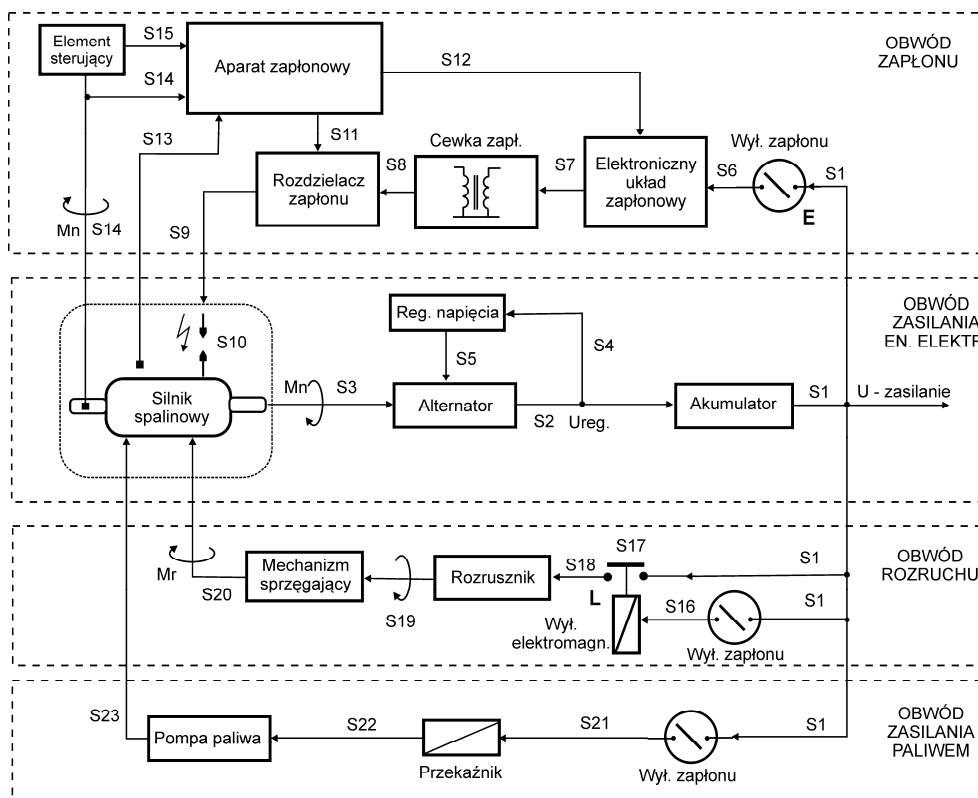 Element
sterujący
S15
Aparat zapłonowy
S12
OBWÓD
ZAPŁONU
S14
S13
S11
Cewka zapł.
Wył. zapłonu
S8
S7
S6
S1
Rozdzielacz
zapłonu
Elektroniczny
układ
zapłonowy
E
Mn
S14
S9
OBWÓD
ZASILANIA
EN. ELEKTR
Reg. napięcia
S10
S4
S5
Silnik
spalinowy
Mn
S3
Alternator
S2
Ureg.
Akumulator
S1
U - zasilanie
OBWÓD
ROZRUCHU
Mr
S20
Mechanizm
sprzęgający
S19
Rozrusznik
S18
S17
S1
L
Wył.
elektromagn.
S16
S1
Wył. zapłonu
OBWÓD
ZASILANIA
PALIWEM
S23
Pompa paliwa
S22
Przekaźnik
S21
Wył. zapłonu
S1